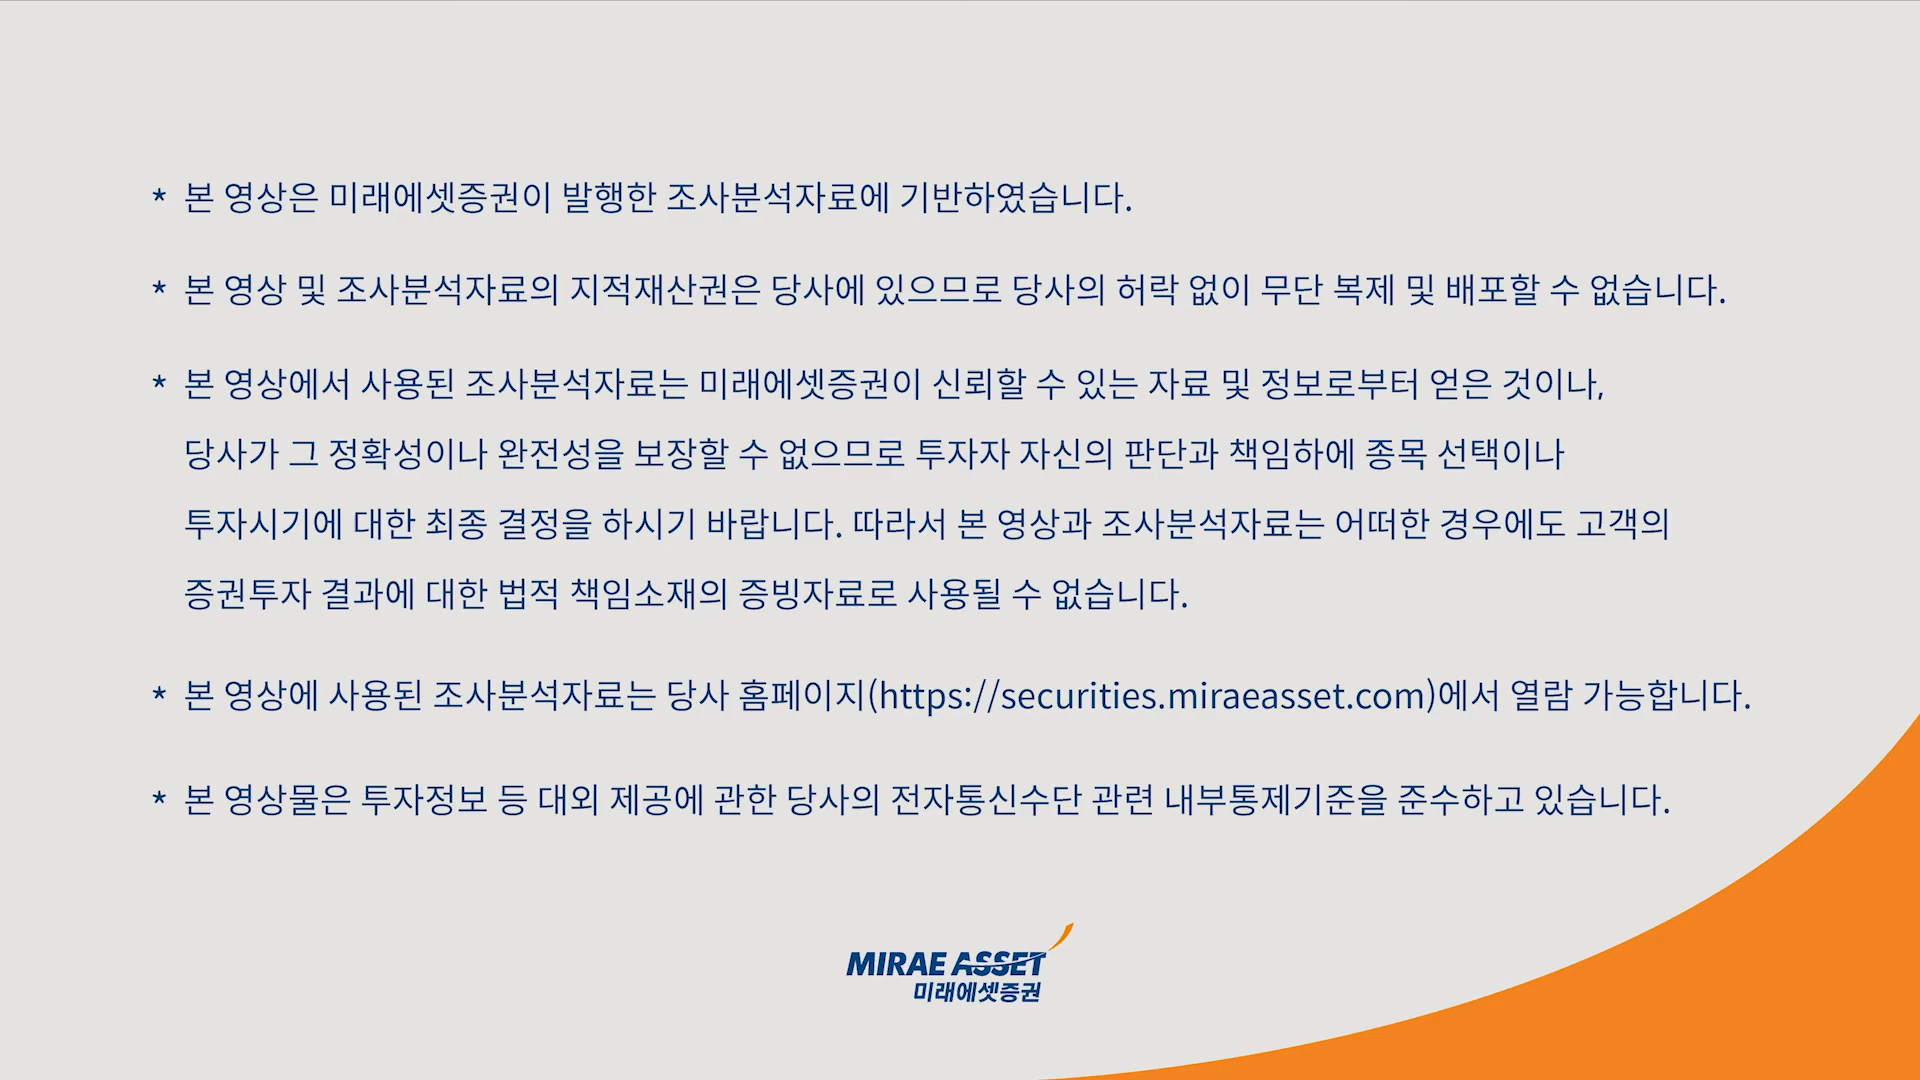 * 본 영상은 미래에셋증권이 발행한 조사분석자료에 기반하였습니다.
* 본 영상 및 조사분석자료의 지적재산권은 당사에 있으므로 당사의 허락 없이 무단 복제 및 배포할 수 없습니다.
* 본 영상에서 사용된 조사분석자료는 미래에셋증권이 신뢰할 수 있는 자료 및 정보로부터 얻은 것이나,
당사가 그 정확성이나 완전성을 보장할 수 없으므로 투자자 자신의 판단과 책임하에 종목 선택이나
투자시기에 대한 최종 결정을 하시기 바랍니다. 따라서 본 영상과 조사분석자료는 어떠한 경우에도 고객의
증권투자 결과에 대한 법적 책임소재의 증빙자료로 사용될 수 없습니다.
* 본 영상에 사용된 조사분석자료는 당사 홈페이지(https://securities.miraeasset.com)에서 열람 가능합니다.
* 본 영상물은 투자정보 등 대외 제공에 관한 당사의 전자통신수단 관련 내부통제기준을 준수하고 있습니다.
MIRAE ASSET
미래에셋증권